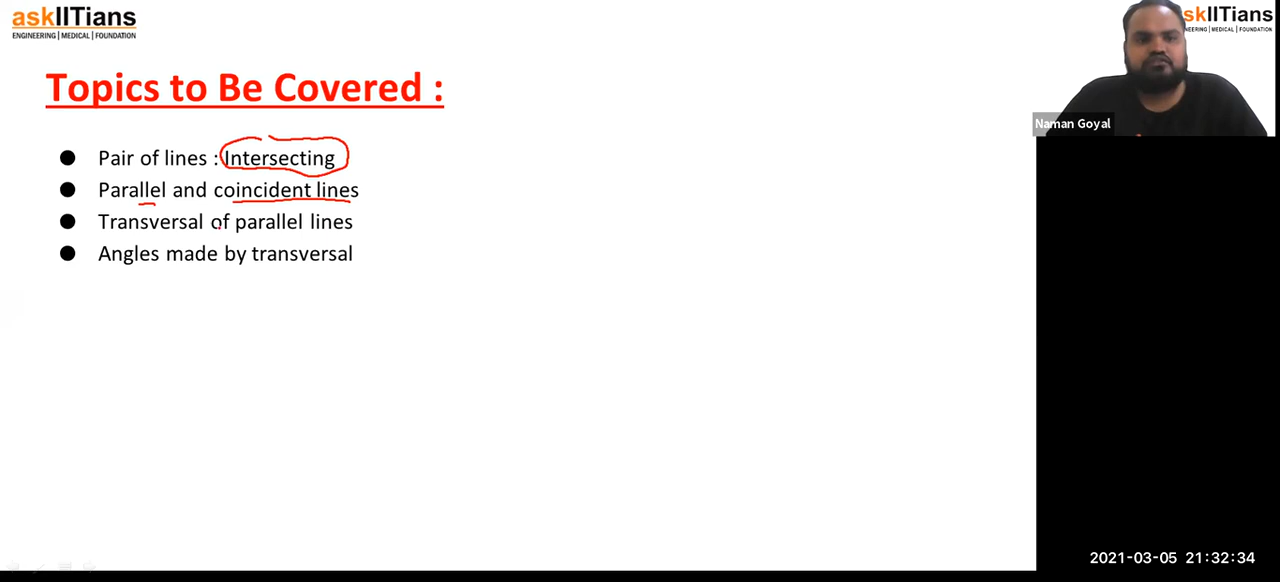 askIITians
ENGINEERING | MEDICAL | FOUNDATION
skIITians
NEERING | MEDICAL | FOUNDATION
Topics to Be Covered :
Naman Goyal
● Pair of lines : Intersecting
● Parallel and coincident lines
● Transversal of parallel lines
● Angles made by transversal
2021-03-05 21:32:34